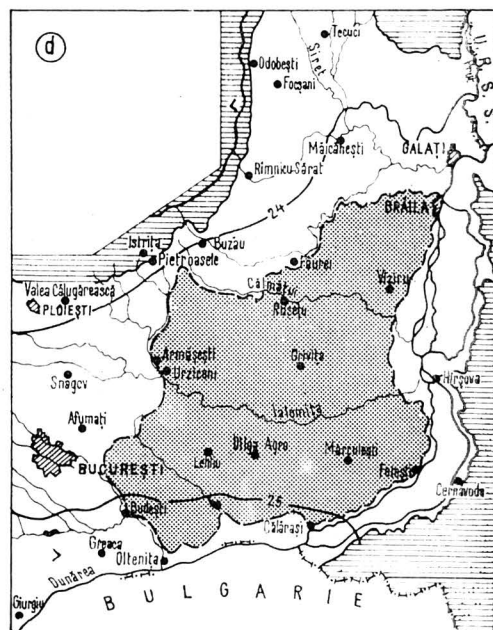 d
Tecuci
Siret
Odobești
Focșani
U.R.S.S.
Măicănești
GALAȚI
Rîmnicu-Sărat
24
BRĂILA
Istrița
Buzău
Pietroasele
Făurei
Călmățui
Viziru
Valea Călugărească
PLOIEȘTI
Rușețu
Armășești
Grivița
Urziceni
Hîrșova
Snagov
Ialomița
Afumați
Lehliu
Dîlga Agro
Mărculești
Fetești
BUCUREȘTI
Cernavodă
25
Budești
Călărași
Greaca
Oltenița
Dunărea
Giurgiu
BULGARIE